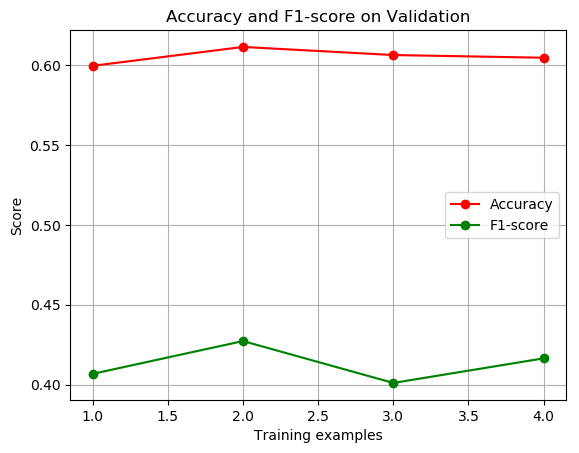 Accuracy and F1-score on Validation
0.60
0.55
0.50
0.45
0.40
Score
Accuracy
F1-score
1.0 1.5 2.0 2.5 3.0 3.5 4.0
Training examples